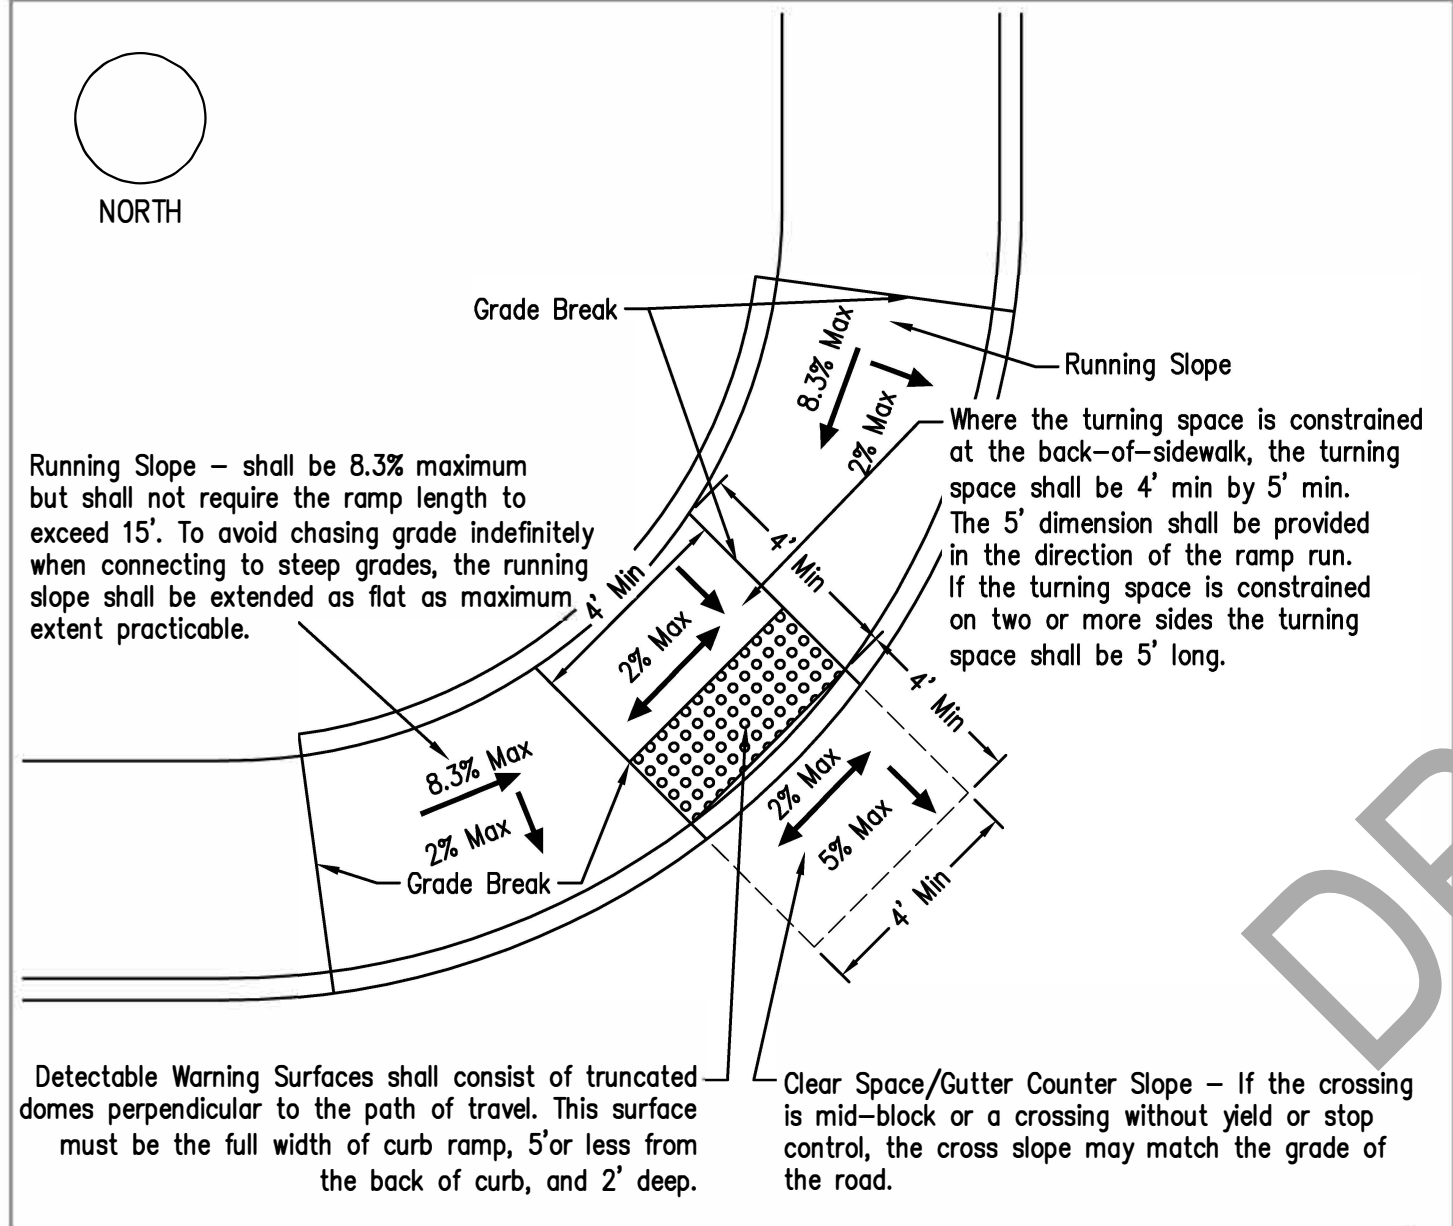 NORTH
Grade Break
8.3% Max
2% Max
Running Slope
Where the turning space is constrained
at the back-of-sidewalk, the turning
space shall be 4' min by 5' min.
The 5' dimension shall be provided
in the direction of the ramp run.
If the turning space is constrained
on two or more sides the turning
space shall be 5' long.
Running Slope – shall be 8.3% maximum
but shall not require the ramp length to
exceed 15'. To avoid chasing grade indefinitely
when connecting to steep grades, the running
slope shall be extended as flat as maximum
extent practicable.
4' Min
4' Min
2% Max
4' Min
8.3% Max
2% Max
Grade Break
2% Max
5% Max
4' Min
Detectable Warning Surfaces shall consist of truncated
domes perpendicular to the path of travel. This surface
must be the full width of curb ramp, 5'or less from
the back of curb, and 2' deep.
Clear Space/Gutter Counter Slope – If the crossing
is mid-block or a crossing without yield or stop
control, the cross slope may match the grade of
the road.